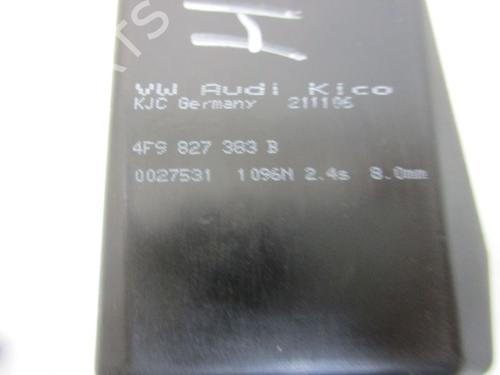 VW Audi Kico
KJC Germany 211106
4F9 827 383 B
0027531 1096N 2.4s 8.0mm